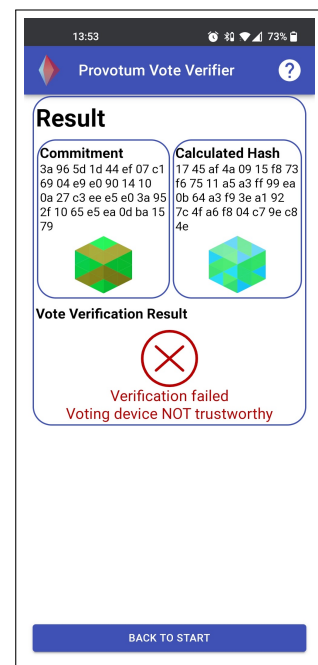 13:53
73%
Provotum Vote Verifier
?
Result
Commitment
3a 96 5d 1d 44 ef 07 c1
69 04 e9 e0 90 14 10
0a 27 c3 ee e5 e0 3a 95
2f 10 65 e5 ea 0d ba 15
79
Calculated Hash
17 45 af 4a 09 15 f8 73
f6 75 11 a5 a3 ff 99 ea
0b 64 a3 f9 3e a1 92
7c 4f a6 f8 04 c7 9e c8
4e
Vote Verification Result
Verification failed
Voting device NOT trustworthy
BACK TO START